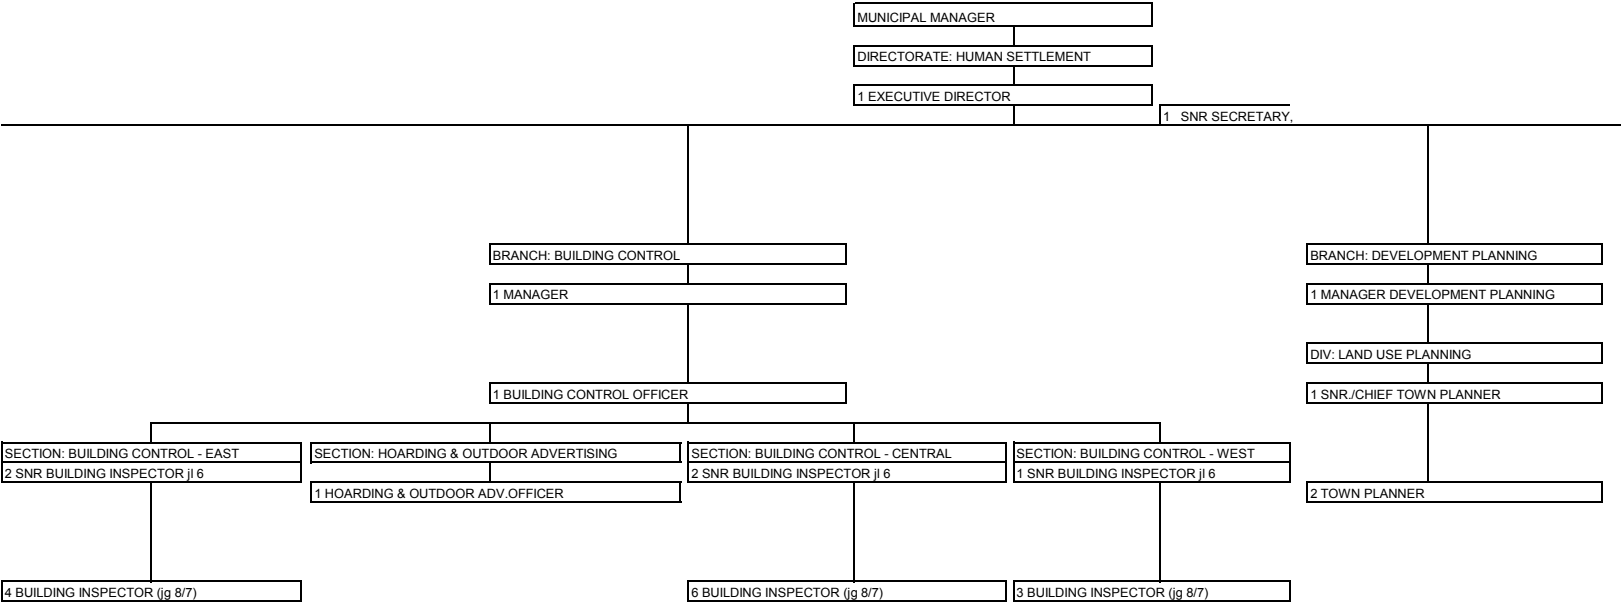 MUNICIPAL MANAGER
DIRECTORATE: HUMAN SETTLEMENT
1 EXECUTIVE DIRECTOR
1 SNR SECRETARY,
BRANCH: BUILDING CONTROL
BRANCH: DEVELOPMENT PLANNING
1 MANAGER
1 MANAGER DEVELOPMENT PLANNING
DIV: LAND USE PLANNING
1 BUILDING CONTROL OFFICER
1 SNR./CHIEF TOWN PLANNER
SECTION: BUILDING CONTROL - EAST
SECTION: HOARDING & OUTDOOR ADVERTISING
SECTION: BUILDING CONTROL - CENTRAL
SECTION: BUILDING CONTROL - WEST
2 SNR BUILDING INSPECTOR jl 6
2 SNR BUILDING INSPECTOR jl 6
1 SNR BUILDING INSPECTOR jl 6
1 HOARDING & OUTDOOR ADV.OFFICER
2 TOWN PLANNER
4 BUILDING INSPECTOR (jg 8/7)
6 BUILDING INSPECTOR (jg 8/7)
3 BUILDING INSPECTOR (jg 8/7)